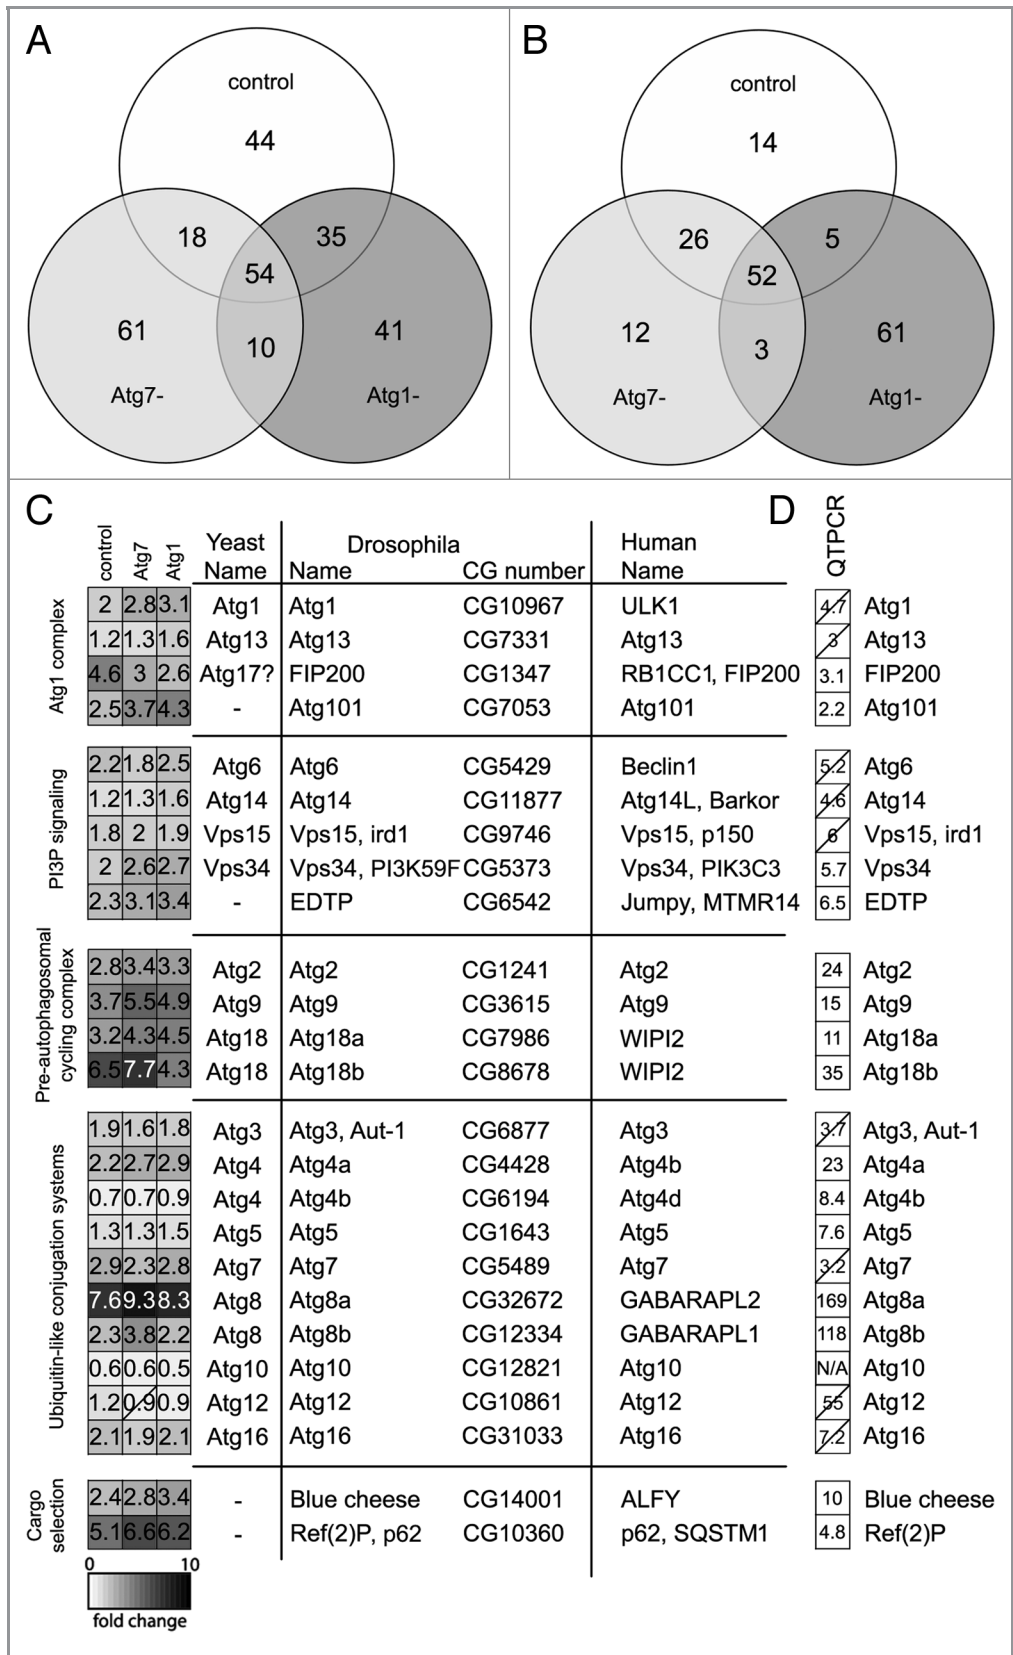 A
control
44
18
35
54
61
10
41
Atg7-
Atg1-
B
control
14
26
5
52
12
3
61
Atg7-
Atg1-
C
D
control Atg7 Atg1 Yeast Name Drosophila Name CG number Human Name QTPCR
Atg1 complex
2 2.8 3.1 Atg1 Atg1 CG10967 ULK1 4.7 Atg1
1.2 1.3 1.6 Atg13 Atg13 CG7331 Atg13 3 Atg13
4.6 3 2.6 Atg17? FIP200 CG1347 RB1CC1, FIP200 3.1 FIP200
2.5 3.7 4.3 - Atg101 CG7053 Atg101 2.2 Atg101
PI3P signaling
2.2 1.8 2.5 Atg6 Atg6 CG5429 Beclin1 5.2 Atg6
1.2 1.3 1.6 Atg14 Atg14 CG11877 Atg14L, Barkor 4.6 Atg14
1.8 2 1.9 Vps15 Vps15, ird1 CG9746 Vps15, p150 6 Vps15, ird1
2 2.6 2.7 Vps34 Vps34, PI3K59F CG5373 Vps34, PIK3C3 5.7 Vps34
2.3 3.1 3.4 - EDTP CG6542 Jumpy, MTMR14 6.5 EDTP
Pre-autophagosomal
cycling complex
2.8 3.4 3.3 Atg2 Atg2 CG1241 Atg2 24 Atg2
3.7 5.5 4.9 Atg9 Atg9 CG3615 Atg9 15 Atg9
3.2 4.3 4.5 Atg18 Atg18a CG7986 WIPI2 11 Atg18a
6.5 7.7 4.3 Atg18 Atg18b CG8678 WIPI2 35 Atg18b
Ubiquitin-like conjugation systems
1.9 1.6 1.8 Atg3 Atg3, Aut-1 CG6877 Atg3 3.7 Atg3, Aut-1
2.2 2.7 2.9 Atg4 Atg4a CG4428 Atg4b 23 Atg4a
0.7 0.7 0.9 Atg4 Atg4b CG6194 Atg4d 8.4 Atg4b
1.3 1.3 1.5 Atg5 Atg5 CG1643 Atg5 7.6 Atg5
2.9 2.3 2.8 Atg7 Atg7 CG5489 Atg7 3.2 Atg7
7.6 9.3 8.3 Atg8 Atg8a CG32672 GABARAPL2 169 Atg8a
2.3 3.8 2.2 Atg8 Atg8b CG12334 GABARAPL1 118 Atg8b
0.6 0.6 0.5 Atg10 Atg10 CG12821 Atg10 N/A Atg10
1.2 0.9 0.9 Atg12 Atg12 CG10861 Atg12 55 Atg12
2.1 1.9 2.1 Atg16 Atg16 CG31033 Atg16 7.2 Atg16
Cargo
selection
2.4 2.8 3.4 - Blue cheese CG14001 ALFY 10 Blue cheese
5.1 6.6 6.2 - Ref(2)P, p62 CG10360 p62, SQSTM1 4.8 Ref(2)P
0 10
fold change